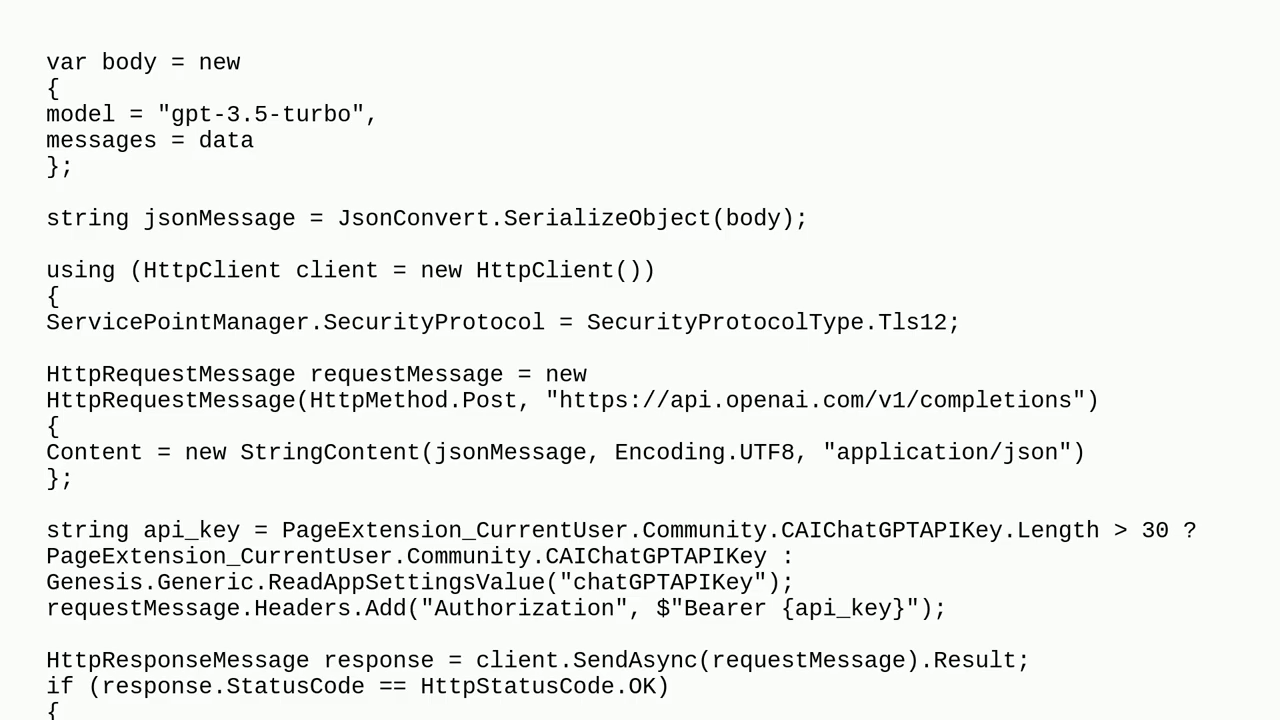 var body = new
{
model = "gpt-3.5-turbo",
messages = data
};
string jsonMessage = JsonConvert.SerializeObject(body);
using (HttpClient client = new HttpClient())
{
ServicePointManager.SecurityProtocol = SecurityProtocolType.Tls12;
HttpRequestMessage requestMessage = new
HttpRequestMessage(HttpMethod.Post, "https://api.openai.com/v1/completions")
{
Content = new StringContent(jsonMessage, Encoding.UTF8, "application/json")
};
string api_key = PageExtension_CurrentUser.Community.CAIChatGPTAPIKey.Length > 30 ?
PageExtension_CurrentUser.Community.CAIChatGPTAPIKey :
Genesis.Generic.ReadAppSettingsValue("chatGPTAPIKey");
requestMessage.Headers.Add("Authorization", $"Bearer {api_key}");
HttpResponseMessage response = client.SendAsync(requestMessage).Result;
if (response.StatusCode == HttpStatusCode.OK)
{